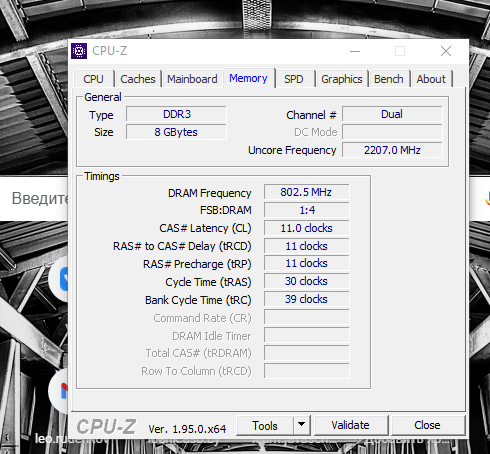 CPU-Z
CPU Caches Mainboard Memory SPD Graphics Bench About
General
Type DDR3 Channel # Dual
Size 8 GBytes DC Mode
Uncore Frequency 2207.0 MHz
Введите
Timings
DRAM Frequency 802.5 MHz
FSB:DRAM 1:4
CAS# Latency (CL) 11.0 clocks
RAS# to CAS# Delay (tRCD) 11 clocks
RAS# Precharge (tRP) 11 clocks
Cycle Time (tRAS) 30 clocks
Bank Cycle Time (tRC) 39 clocks
Command Rate (CR)
DRAM Idle Timer
Total CAS# (tRDRAM)
Row To Column (tRCD)
CPU-Z Ver. 1.95.0.x64 Tools Validate Close